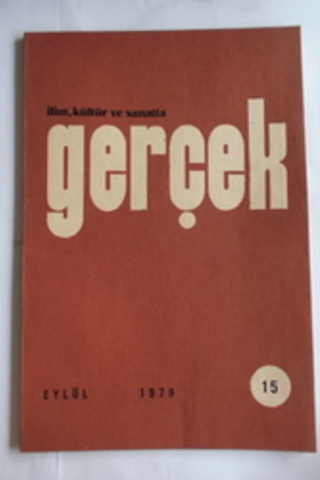 ilim, kültür ve sanatta
gerçek
EYLÜL 1979
15